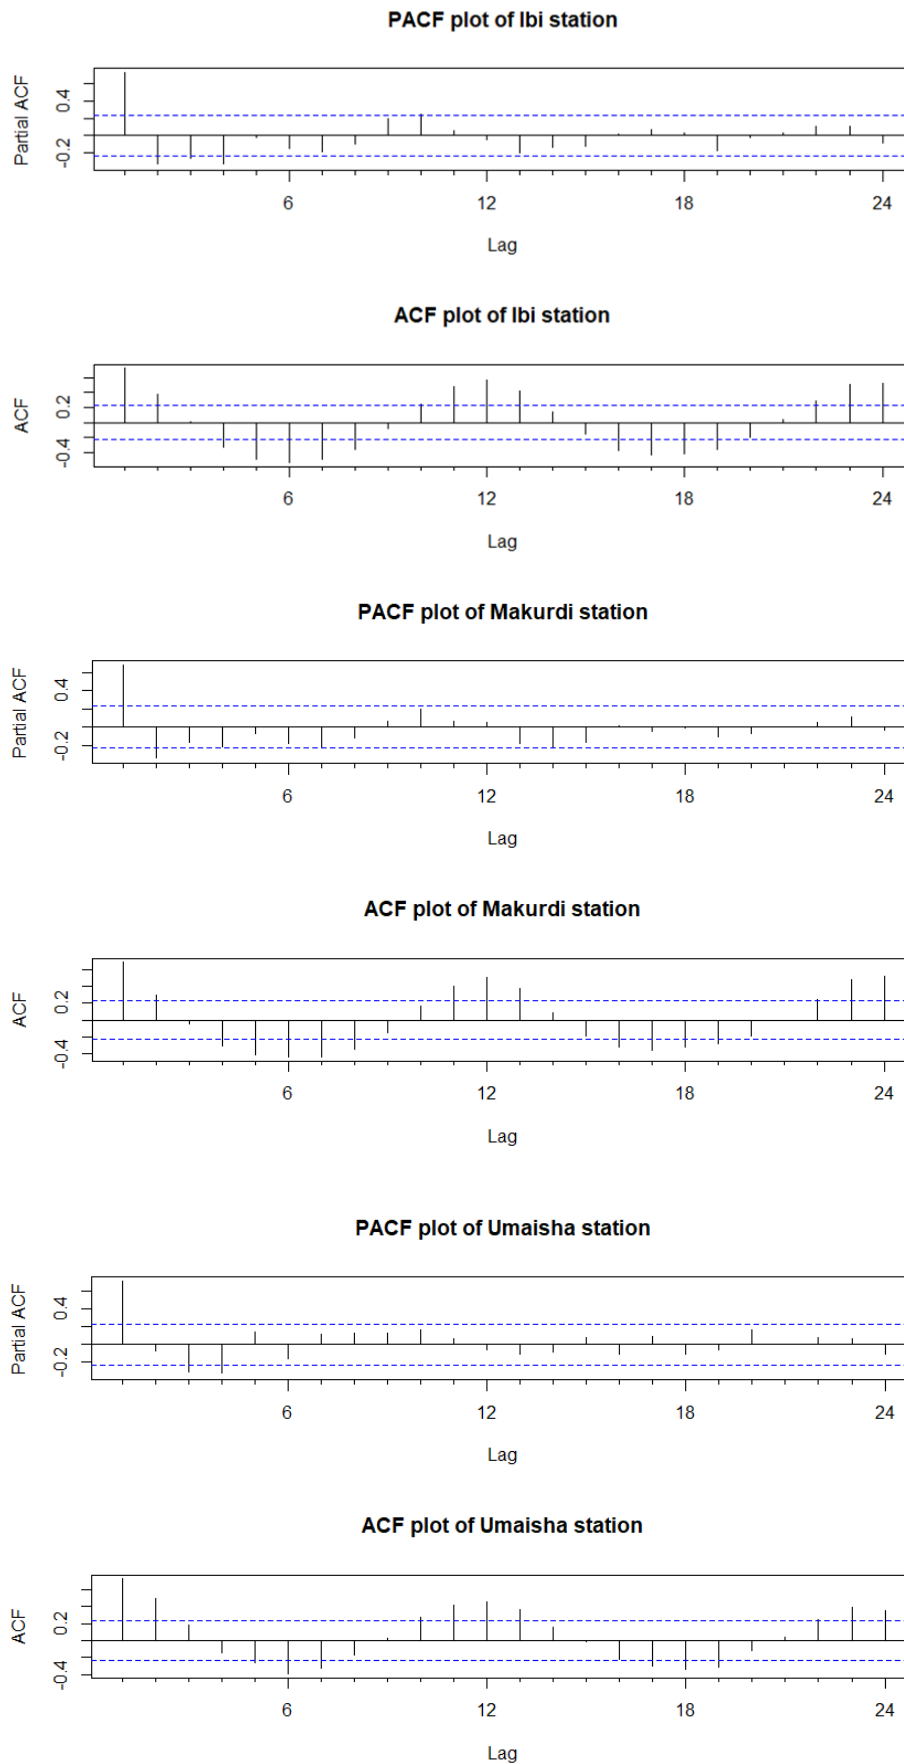 PACF plot of Ibi station
Partial ACF
0.4
-0.2
6 12 18 24
Lag
ACF plot of Ibi station
ACF
0.2
-0.4
6 12 18 24
Lag
PACF plot of Makurdi station
Partial ACF
0.4
-0.2
6 12 18 24
Lag
ACF plot of Makurdi station
ACF
0.2
-0.4
6 12 18 24
Lag
PACF plot of Umaisha station
Partial ACF
0.4
-0.2
6 12 18 24
Lag
ACF plot of Umaisha station
ACF
0.2
-0.4
6 12 18 24
Lag